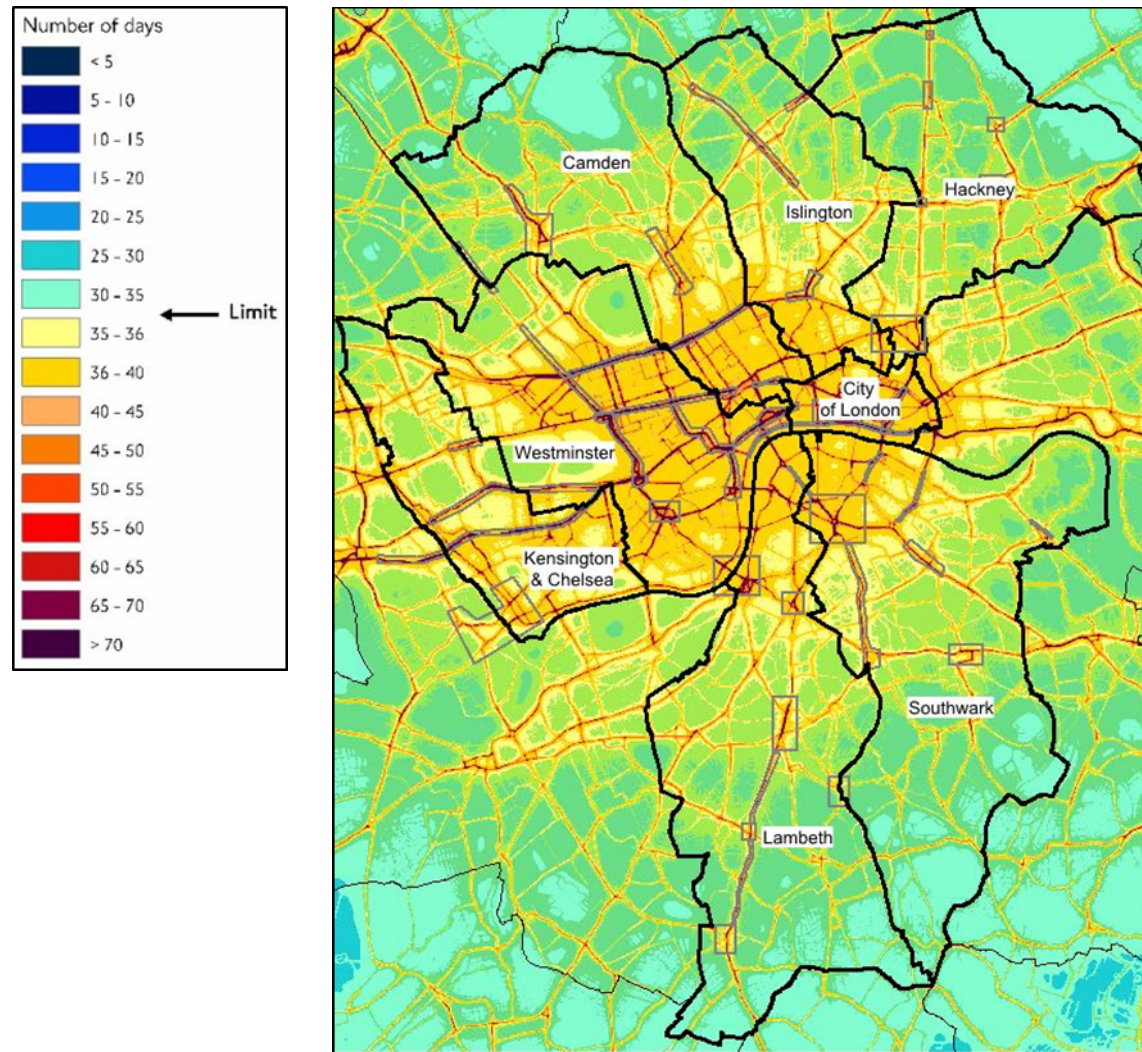 Number of days
< 5
5 - 10
10 - 15
15 - 20
20 - 25
25 - 30
30 - 35
Limit
35 - 36
36 - 40
40 - 45
45 - 50
50 - 55
55 - 60
60 - 65
65 - 70
> 70
Camden
Hackney
Islington
City
of London
Westminster
Kensington
& Chelsea
Southwark
Lambeth